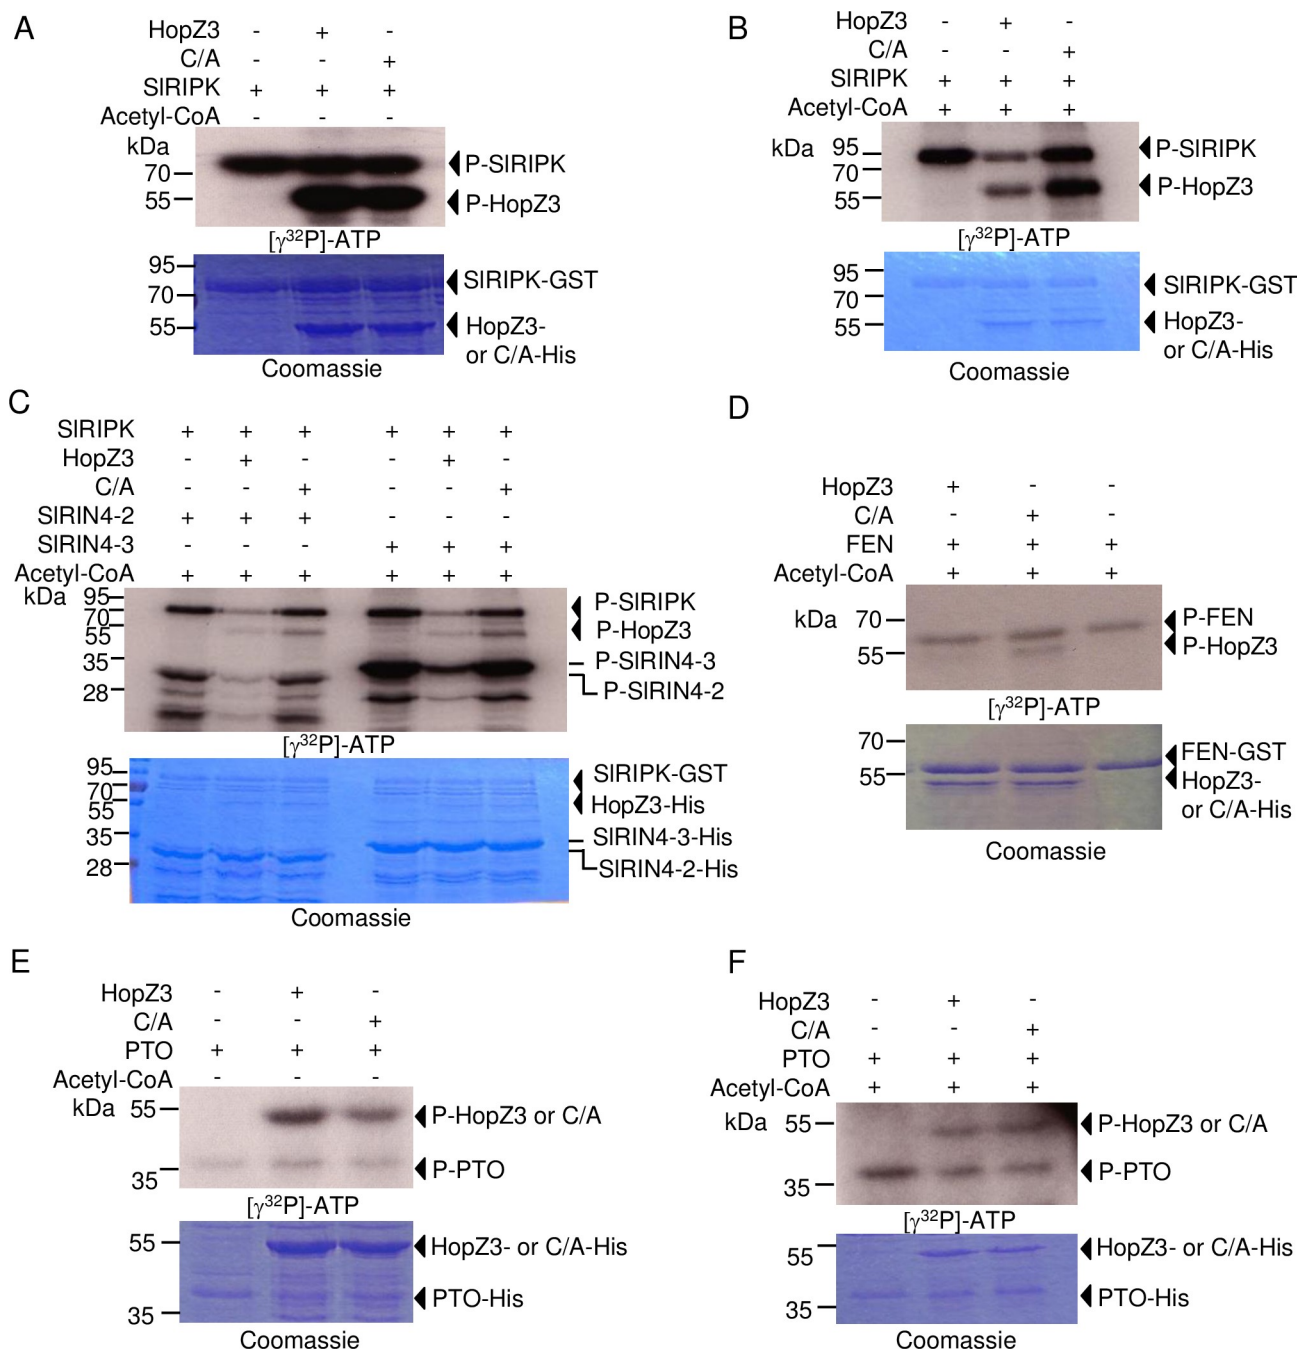 A
HopZ3 - + -
C/A - - +
SlRIPK + + +
Acetyl-CoA - - -
kDa
70
55
P-SlRIPK
P-HopZ3
[γ32P]-ATP
95
70
55
SlRIPK-GST
HopZ3-
or C/A-His
Coomassie
B
HopZ3 - + -
C/A - - +
SlRIPK + + +
Acetyl-CoA + + +
kDa 95
70
55
P-SlRIPK
P-HopZ3
[γ32P]-ATP
95
70
55
SlRIPK-GST
HopZ3-
or C/A-His
Coomassie
C
SlRIPK + + + + + +
HopZ3 - + - - + -
C/A - - + - - +
SlRIN4-2 + + + - - -
SlRIN4-3 - - - + + +
Acetyl-CoA + + + + + +
kDa 95
70
55
35
28
P-SlRIPK
P-HopZ3
P-SlRIN4-3
P-SlRIN4-2
[γ32P]-ATP
95
70
55
35
28
SlRIPK-GST
HopZ3-His
SlRIN4-3-His
SlRIN4-2-His
Coomassie
D
HopZ3 + - -
C/A - + -
FEN + + +
Acetyl-CoA + + +
kDa 70
55
P-FEN
P-HopZ3
[γ32P]-ATP
70
55
FEN-GST
HopZ3-
or C/A-His
Coomassie
E
HopZ3 - + -
C/A - - +
PTO + + +
Acetyl-CoA - - -
kDa 55
35
P-HopZ3 or C/A
P-PTO
[γ32P]-ATP
55
35
HopZ3- or C/A-His
PTO-His
Coomassie
F
HopZ3 - + -
C/A - - +
PTO + + +
Acetyl-CoA + + +
kDa 55
35
P-HopZ3 or C/A
P-PTO
[γ32P]-ATP
55
35
HopZ3- or C/A-His
PTO-His
Coomassie